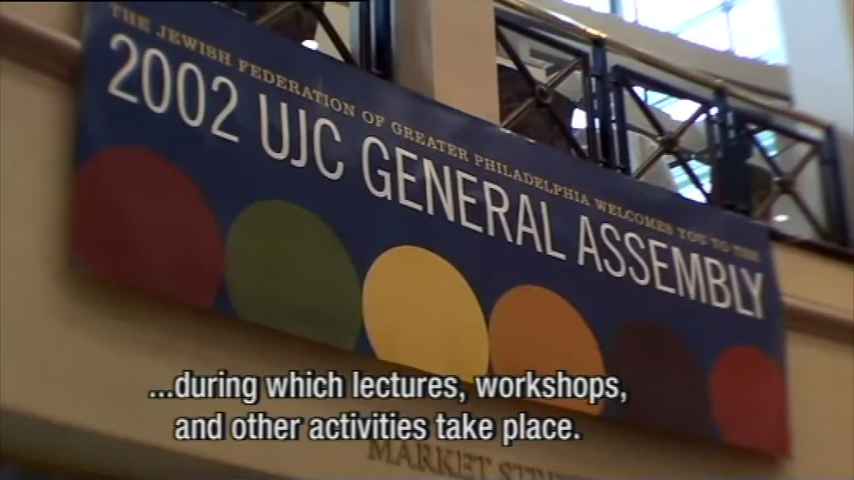 THE JEWISH FEDERATION OF GREATER PHILADELPHIA WELCOMES YOU TO THE
2002 UJC GENERAL ASSEMBLY
...during which lectures, workshops,
and other activities take place.
MARKET